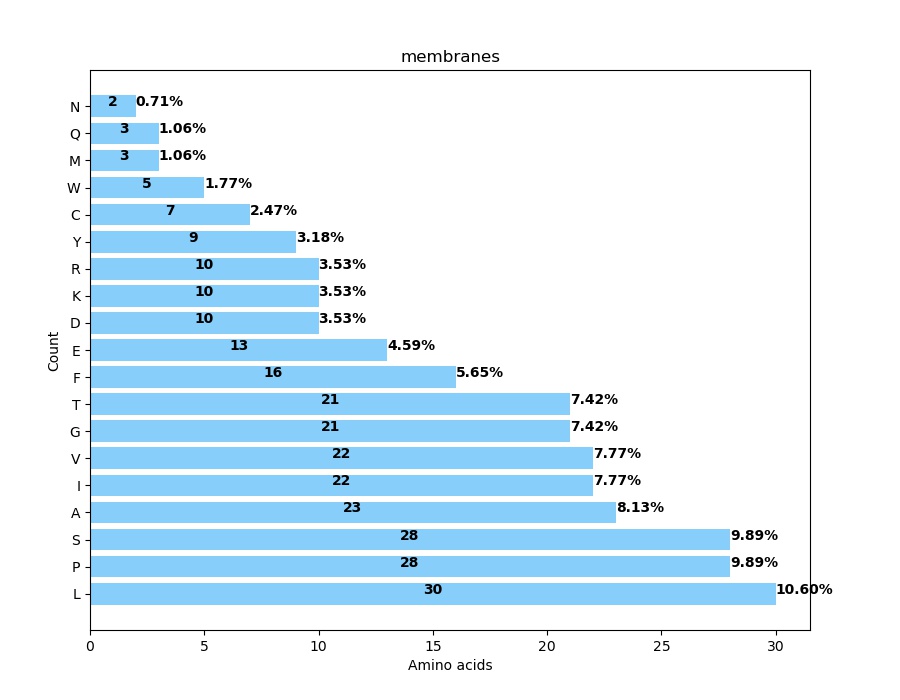 membranes
N 2 0.71%
Q 3 1.06%
M 3 1.06%
W 5 1.77%
C 7 2.47%
Y 9 3.18%
R 10 3.53%
K 10 3.53%
D 10 3.53%
E 13 4.59%
F 16 5.65%
T 21 7.42%
G 21 7.42%
V 22 7.77%
I 22 7.77%
A 23 8.13%
S 28 9.89%
P 28 9.89%
L 30 10.60%
Count
0 5 10 15 20 25 30
Amino acids